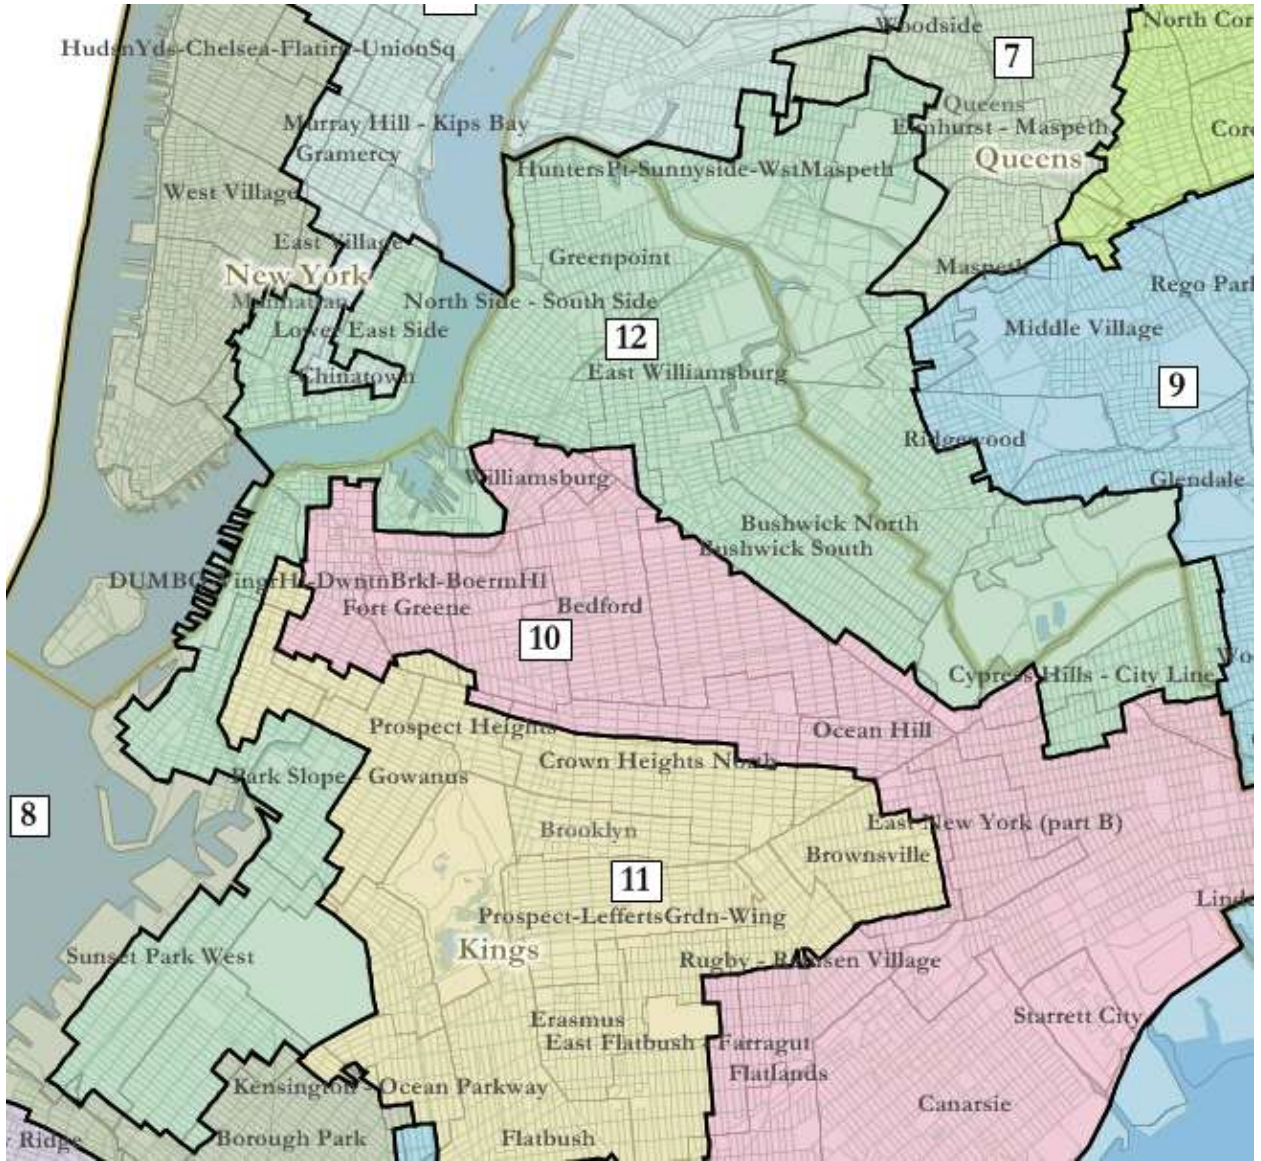 Woodside
North Cor
HudsnYds-Chelsea-Flatirn-UnionSq
7
Queens
Murray Hill - Kips Bay
Elmhurst - Maspeth
Coro
Gramercy
Queens
HuntersPt-Sunnyside-WstMaspeth
West Village
East Village
Greenpoint
Maspeth
New York
Rego Park
Manhattan
North Side - South Side
Lower East Side
12
Middle Village
Chinatown
East Williamsburg
9
Ridgewood
Williamsburg
Glendale
Bushwick North
Bushwick South
DUMBO-VingrHl-DwntnBrkl-BoermHl
Fort Greene
Bedford
10
Wo
Cypress Hills - City Line
Prospect Heights
Ocean Hill
Crown Heights North
Park Slope - Gowanus
8
East New York (part B)
Brooklyn
Brownsville
11
Linde
Prospect-LeffertsGrdn-Wing
Kings
Sunset Park West
Rugby - Remsen Village
Erasmus
Starrett City
East Flatbush - Farragut
Flatlands
Kensington - Ocean Parkway
Canarsie
Ridge
Borough Park
Flatbush